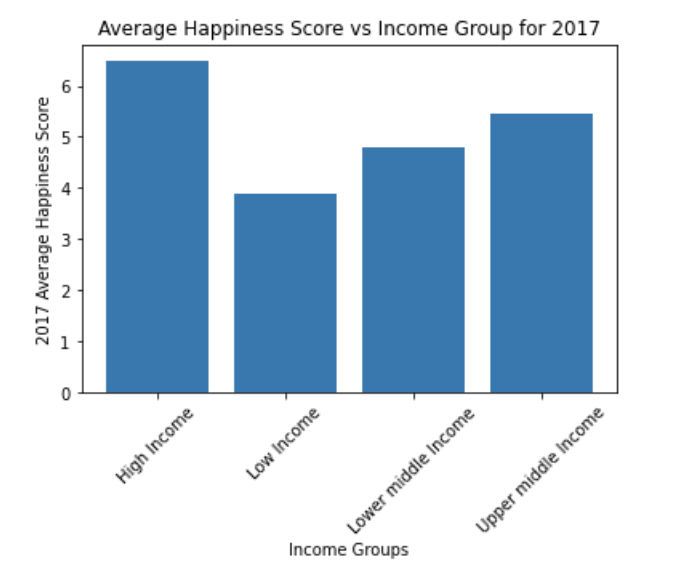 Average Happiness Score vs Income Group for 2017
2017 Average Happiness Score
6
5
4
3
2
1
0
High Income
Low Income
Lower middle Income
Upper middle Income
Income Groups